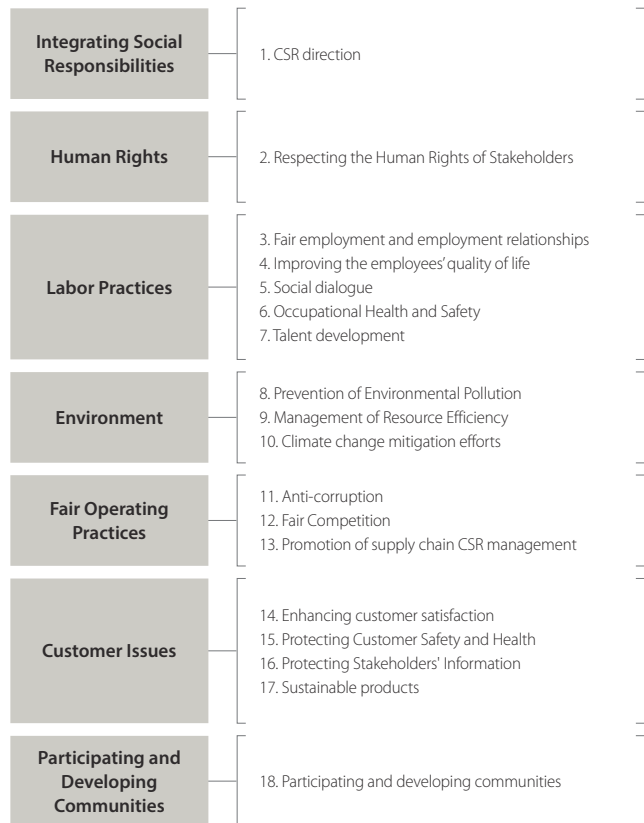 Integrating Social
Responsibilities
1. CSR direction
Human Rights
2. Respecting the Human Rights of Stakeholders
Labor Practices
3. Fair employment and employment relationships
4. Improving the employees' quality of life
5. Social dialogue
6. Occupational Health and Safety
7. Talent development
Environment
8. Prevention of Environmental Pollution
9. Management of Resource Efficiency
10. Climate change mitigation efforts
Fair Operating
Practices
11. Anti-corruption
12. Fair Competition
13. Promotion of supply chain CSR management
Customer Issues
14. Enhancing customer satisfaction
15. Protecting Customer Safety and Health
16. Protecting Stakeholders' Information
17. Sustainable products
Participating and
Developing
Communities
18. Participating and developing communities